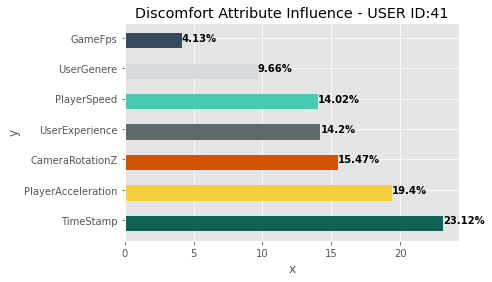 Discomfort Attribute Influence - USER ID:41
GameFps 4.13%
UserGenere 9.66%
PlayerSpeed 14.02%
UserExperience 14.2%
CameraRotationZ 15.47%
PlayerAcceleration 19.4%
TimeStamp 23.12%
y
0 5 10 15 20
x